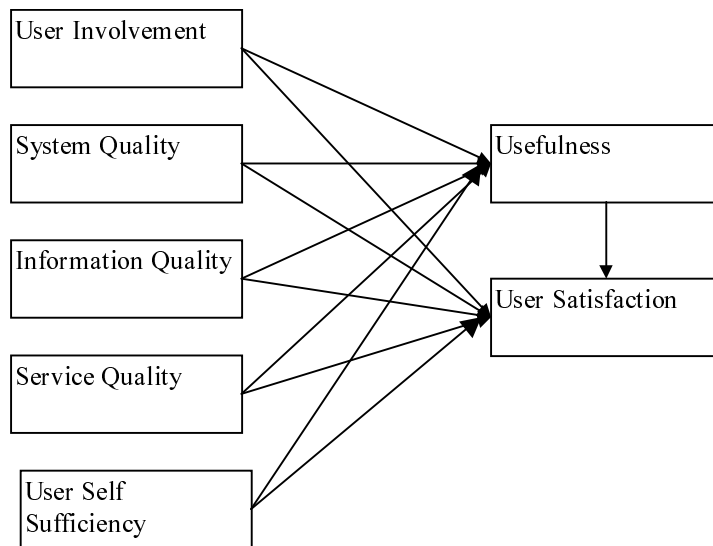 User Involvement
System Quality
Usefulness
Information Quality
User Satisfaction
Service Quality
User Self
Sufficiency